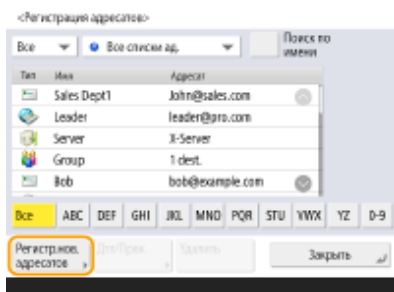 <Регистрация адресатов>
Все Все списки ад. Поиск по имени
Тип Имя Адресат
Sales Dept1 John@sales.com
Leader leader@pro.com
Server X-Server
Group 1 dest.
Bob bob@example.com
Все ABC DEF GHI JKL MNO PQR STU VWX YZ 0-9
Регистр.нов. адресатов Дтл/Прав. Удалить Закрыть